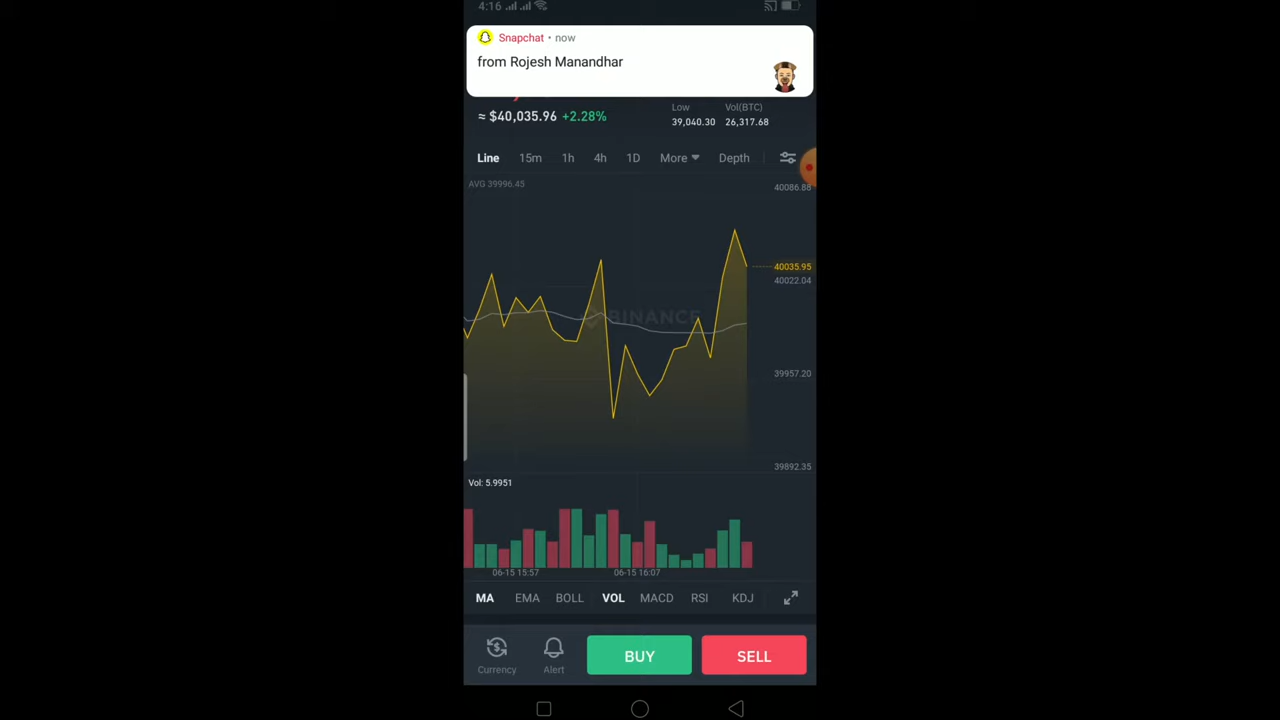 4:16
Snapchat • now
from Rojesh Manandhar
Low Vol(BTC)
≈ $40,035.96 +2.28% 39,040.30 26,317.68
Line 15m 1h 4h 1D More Depth
AVG 39996.45
40086.88
40035.95
40022.04
BINANCE
39957.20
39892.35
Vol: 5.9951
06-15 15:57 06-15 16:07
MA EMA BOLL VOL MACD RSI KDJ
Currency Alert BUY SELL